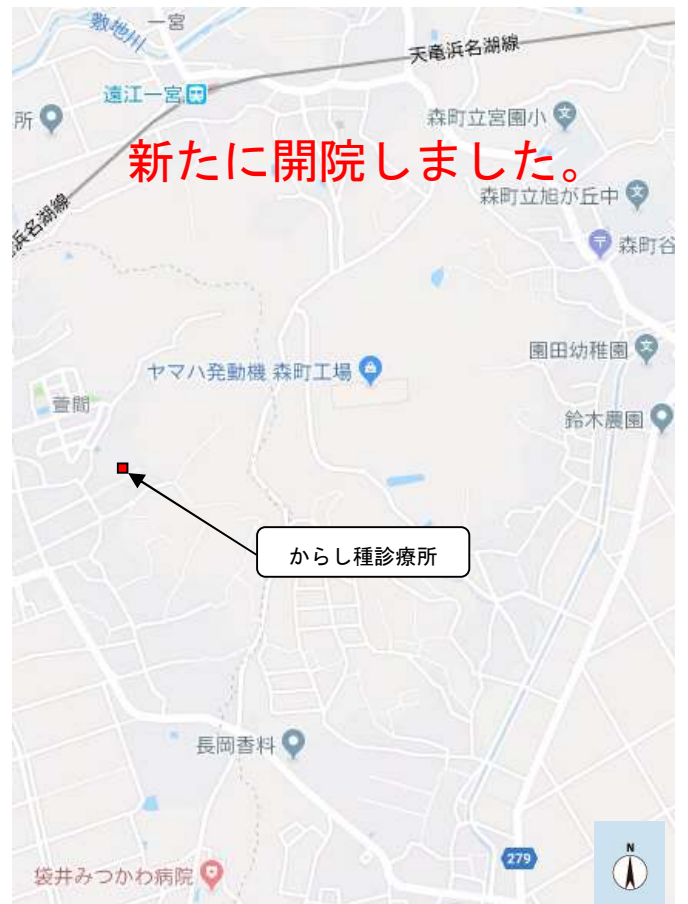 一宮
敷地川
天竜浜名湖線
遠江一宮
所
森町立宮園小
文
新たに開院しました。
森町立旭が丘中
文
浜名湖線
〒
森町谷
園田幼稚園
文
ヤマハ発動機 森町工場
萱間
鈴木農園
からし種診療所
長岡香料
279
N
袋井みつかわ病院